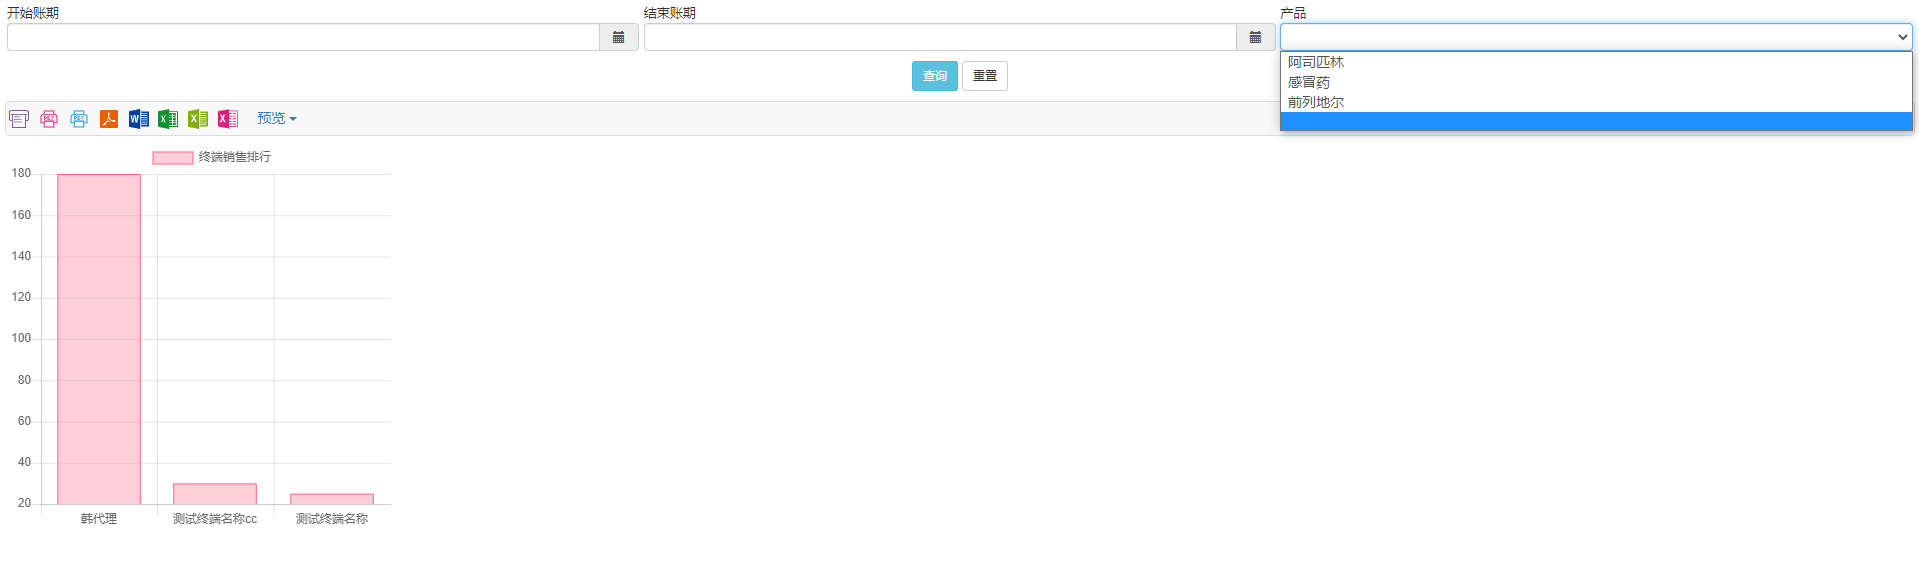 开始账期
结束账期
产品
阿司匹林
感冒药
前列地尔
查询
重置
预览
终端销售排行
180
160
140
120
100
80
60
40
20
韩代理
测试终端名称cc
测试终端名称